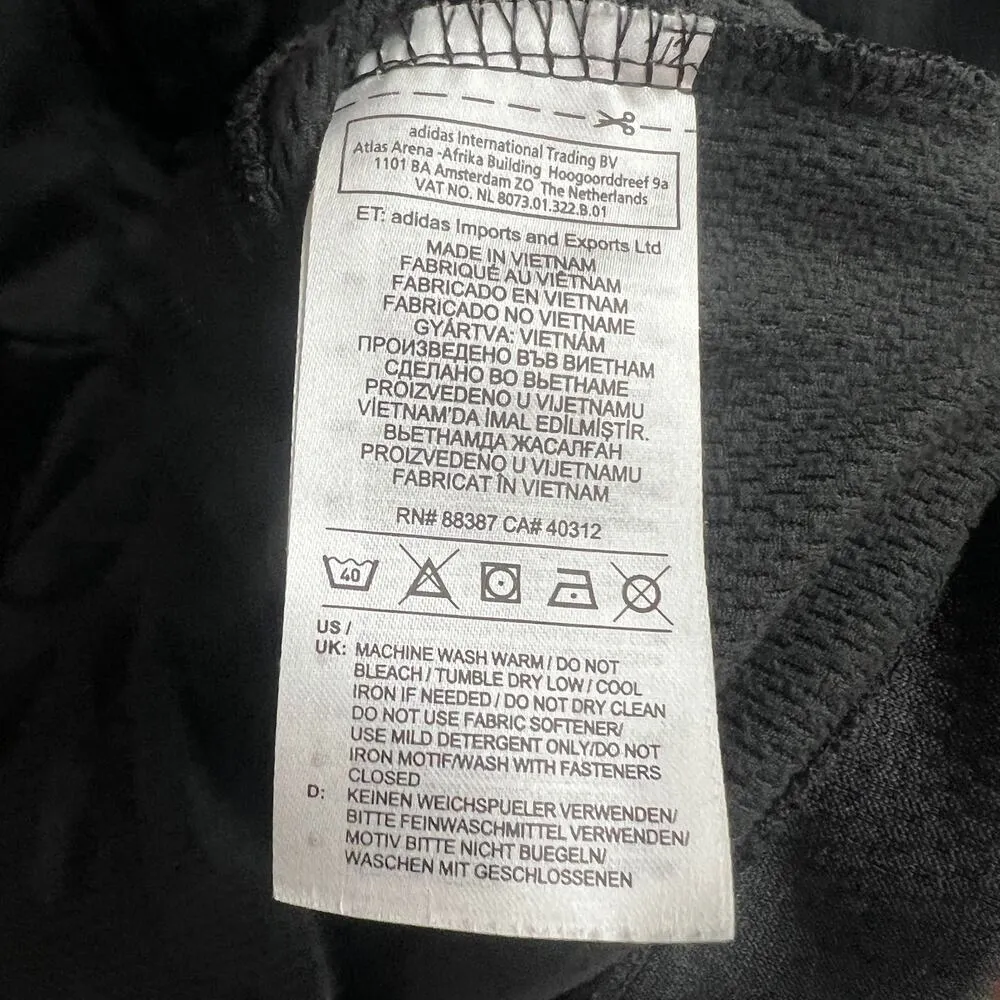 12
adidas International Trading BV
Atlas Arena -Afrika Building Hoogoorddreef 9a
1101 BA Amsterdam ZO The Netherlands
VAT NO. NL 8073.01.322.B.01
ET: adidas Imports and Exports Ltd
MADE IN VIETNAM
FABRIQUÉ AU VIÊTNAM
FABRICADO EN VIETNAM
FABRICADO NO VIETNAME
GYÁRTVA: VIETNÁM
ПРОИЗВЕДЕНО ВЪВ ВИЕТНАМ
СДЕЛАНО ВО ВЬЕТНАМЕ
PROIZVEDENO U VIJETNAMU
VİETNAM'DA İMAL EDİLMİŞTİR.
ВЬЕТНАМДА ЖАСАЛҒАН
PROIZVEDENO U VIJETNAMU
FABRICAT ÎN VIETNAM
RN# 88387 CA# 40312
40
US /
UK: MACHINE WASH WARM / DO NOT
BLEACH / TUMBLE DRY LOW / COOL
IRON IF NEEDED / DO NOT DRY CLEAN
DO NOT USE FABRIC SOFTENER/
USE MILD DETERGENT ONLY/DO NOT
IRON MOTIF/WASH WITH FASTENERS
CLOSED
D: KEINEN WEICHSPUELER VERWENDEN/
BITTE FEINWASCHMITTEL VERWENDEN/
MOTIV BITTE NICHT BUEGELN/
WASCHEN MIT GESCHLOSSENEN